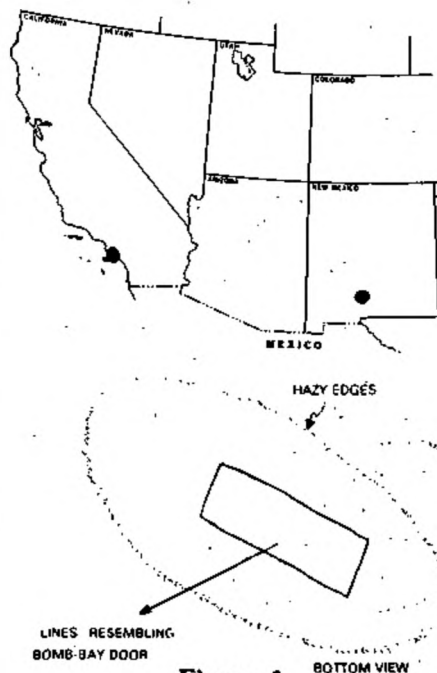 CALIFORNIA
NEVADA
UTAH
COLORADO
ARIZONA
NEW MEXICO
MEXICO
HAZY EDGES
LINES RESEMBLING
BOMB-BAY DOOR
BOTTOM VIEW